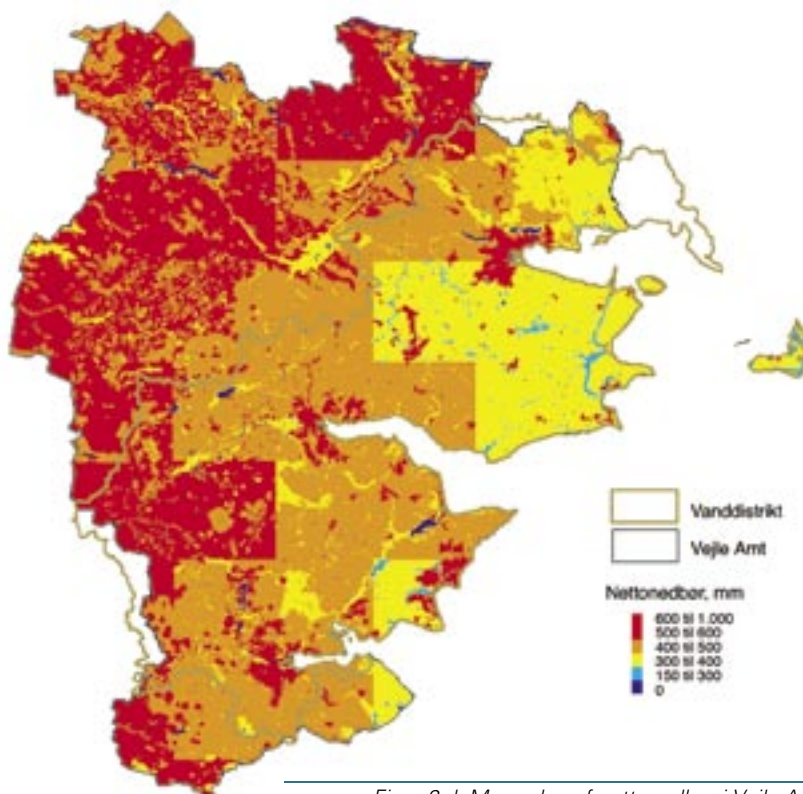 Vanddistrikt
Vejle Amt
Nettonedbør, mm
600 til 1.000
500 til 600
400 til 500
300 til 400
150 til 300
0